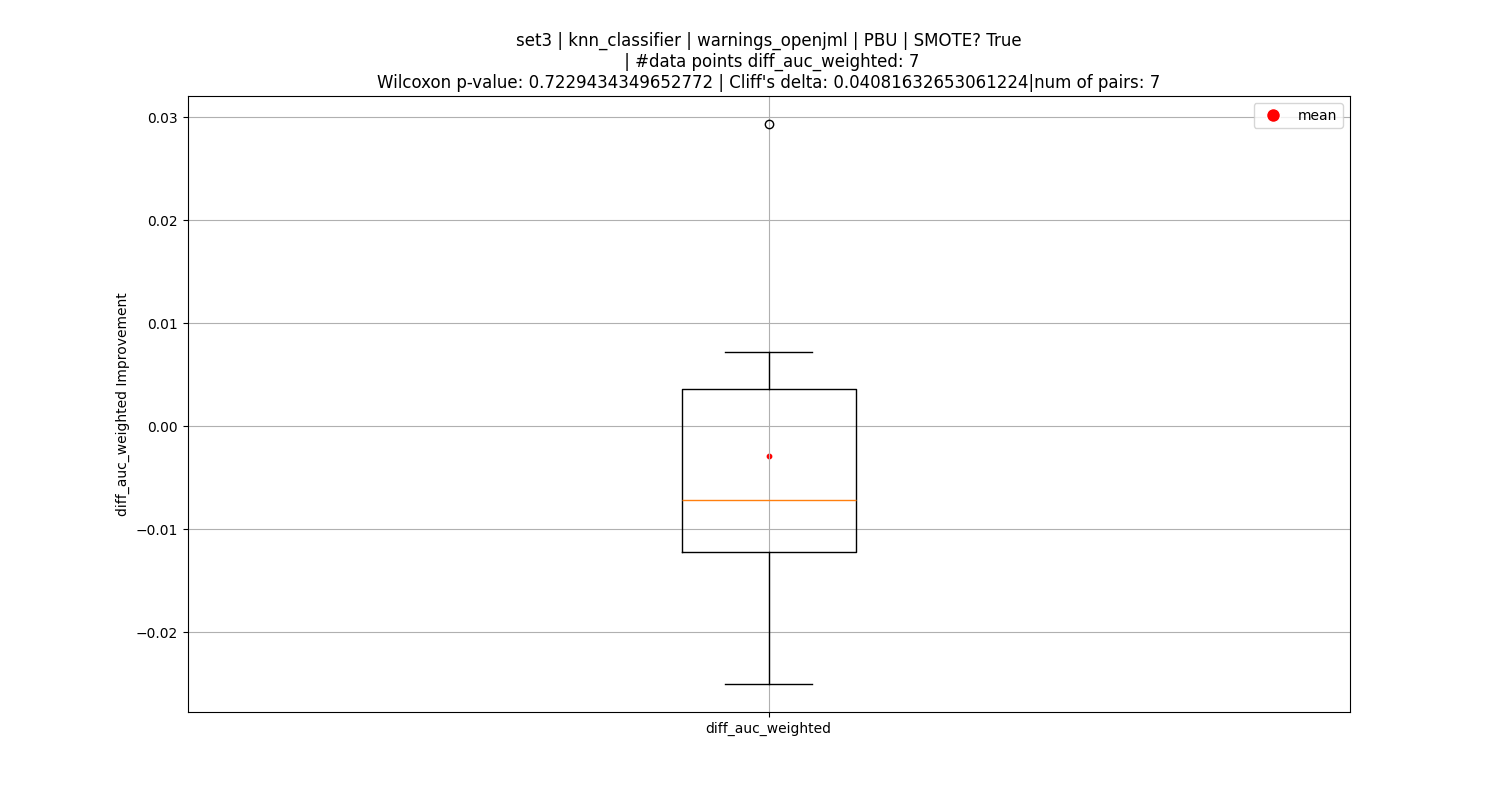 set3 | knn_classifier | warnings_openjml | PBU | SMOTE? True
| #data points diff_auc_weighted: 7
Wilcoxon p-value: 0.7229434349652772 | Cliff's delta: 0.04081632653061224|num of pairs: 7
mean
0.03
0.02
0.01
0.00
−0.01
−0.02
diff_auc_weighted Improvement
diff_auc_weighted